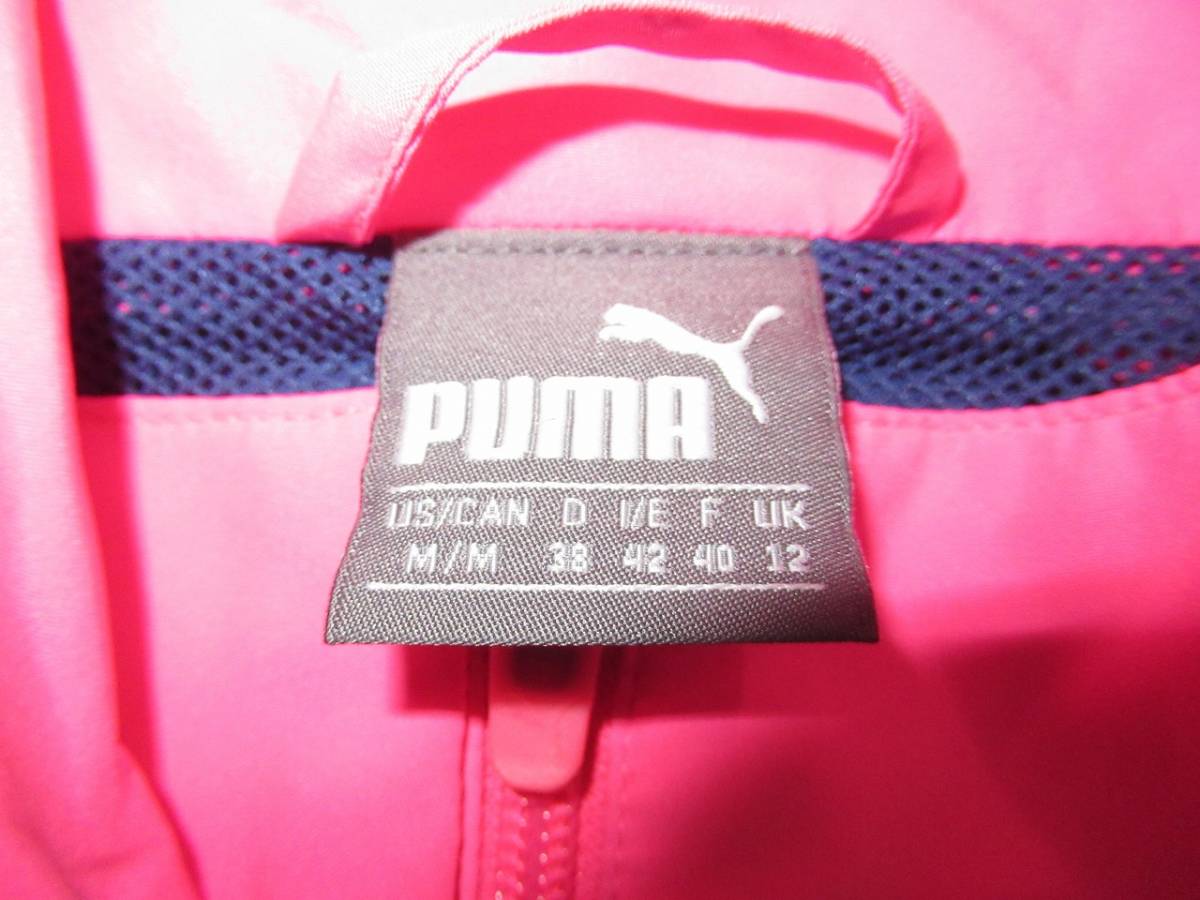 PUMA
US/CAN D I/E F UK
M/M 38 42 40 12